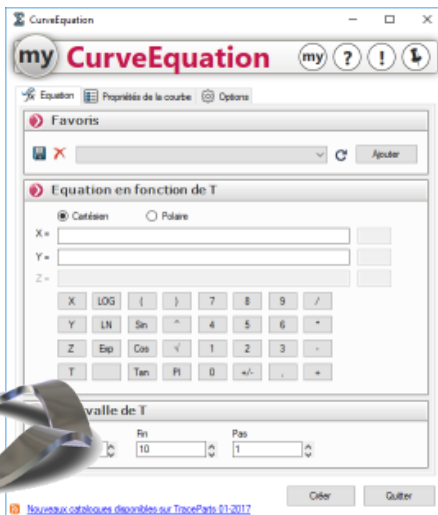 CurveEquation
my CurveEquation my ? !
Equation Propriétés de la courbe Options
Favoris
Ajouter
Equation en fonction de T
Cartésien Polaire
X =
Y =
Z =
X LOG ( ) 7 8 9 /
Y LN Sin ^ 4 5 6 *
Z Exp Cos √ 1 2 3 -
T Tan PI 0 +/- . +
valle de T
Fin Pas
10 1
Créer Quitter
Nouveaux catalogues disponibles sur TraceParts 01-2017